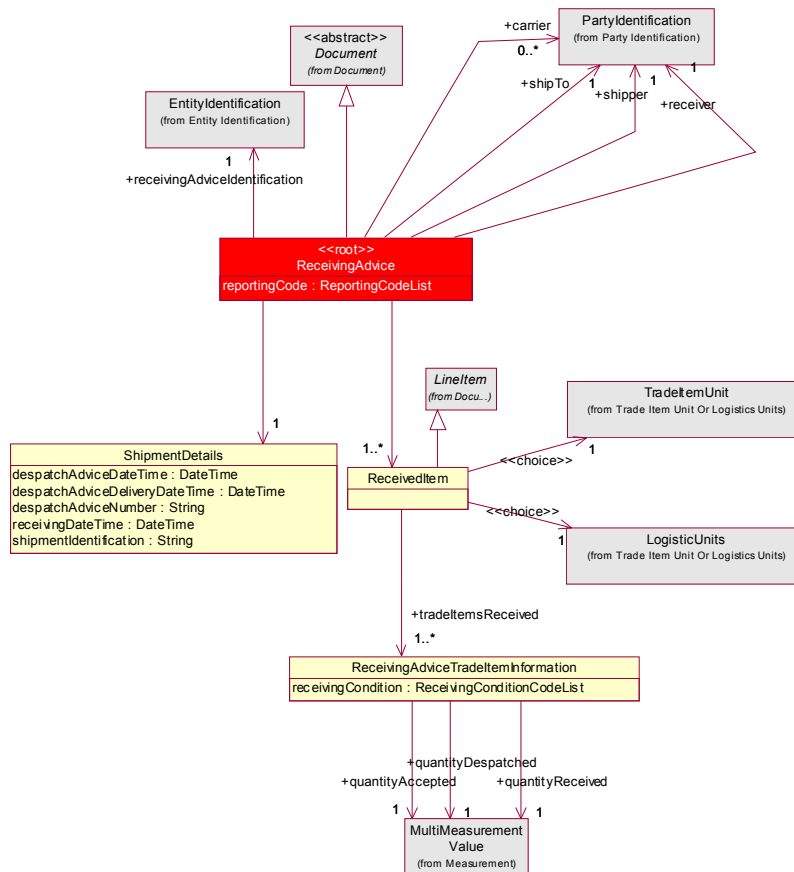 +carrier
PartyIdentification
(from Party Identification)
0..*
<<abstract>>
Document
(from Document)
+shipTo
1
+shipper
1
1
+receiver
EntityIdentification
(from Entity Identification)
1
+receivingAdviceIdentification
<<root>>
ReceivingAdvice
reportingCode : ReportingCodeList
LineItem
(from Docu...)
TradeItemUnit
(from Trade Item Unit Or Logistics Units)
1
1..*
1
<<choice>>
ShipmentDetails
despatchAdviceDateTime : DateTime
despatchAdviceDeliveryDateTime : DateTime
despatchAdviceNumber : String
receivingDateTime : DateTime
shipmentIdentification : String
ReceivedItem
<<choice>>
1
LogisticUnits
(from Trade Item Unit Or Logistics Units)
+tradeItemsReceived
1..*
ReceivingAdviceTradeItemInformation
receivingCondition : ReceivingConditionCodeList
+quantityDespatched
+quantityAccepted
+quantityReceived
1
1
1
MultiMeasurement
Value
(from Measurement)